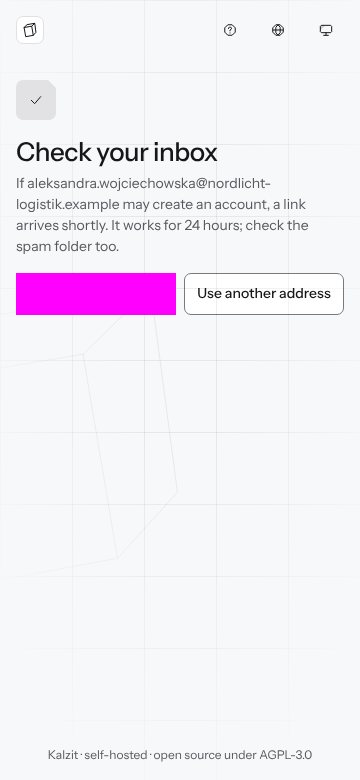 Check your inbox
If aleksandra.wojciechowska@nordlicht-
logistik.example may create an account, a link
arrives shortly. It works for 24 hours; check the
spam folder too.
Use another address
Kalzit · self-hosted · open source under AGPL-3.0